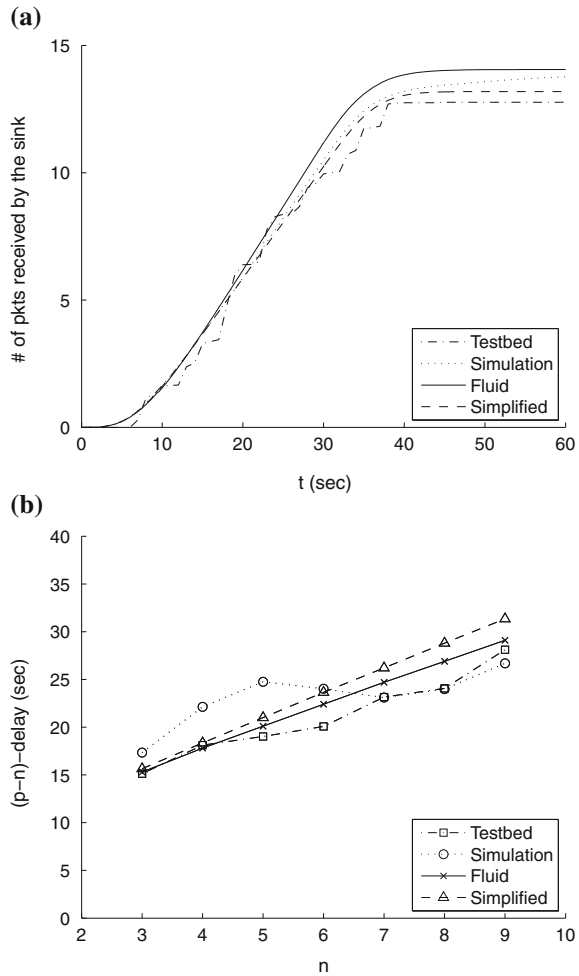 (a)
15
10
5
0
# of pkts received by the sink
0 10 20 30 40 50 60
t (sec)
Testbed
Simulation
Fluid
Simplified
(b)
40
35
30
25
20
15
10
5
0
(p−n)−delay (sec)
2 3 4 5 6 7 8 9 10
n
Testbed
Simulation
Fluid
Simplified